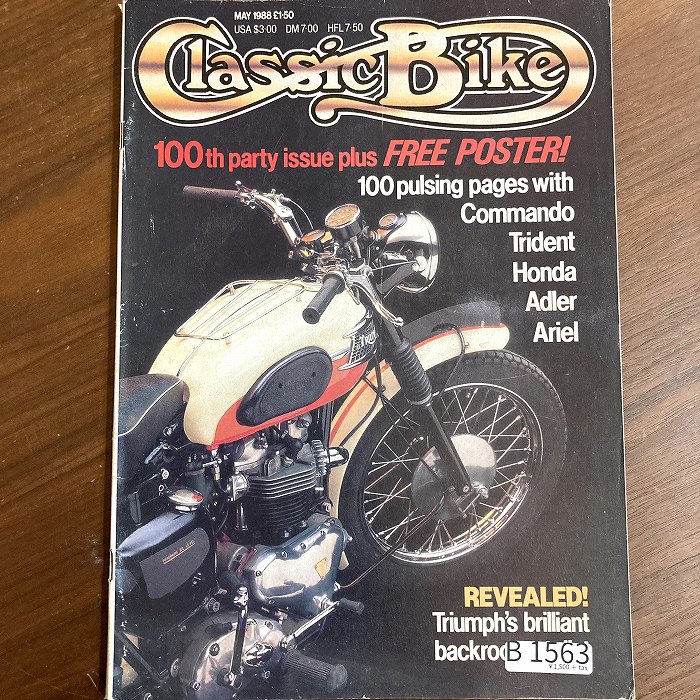 MAY 1988 £1·50
USA $3·00 DM 7·00 HFL 7·50
Classic Bike
100th party issue plus FREE POSTER!
100 pulsing pages with
Commando
Trident
Honda
Adler
Ariel
TRIUMPH
REVEALED!
Triumph's brilliant
B 1563
¥1,500 + tax